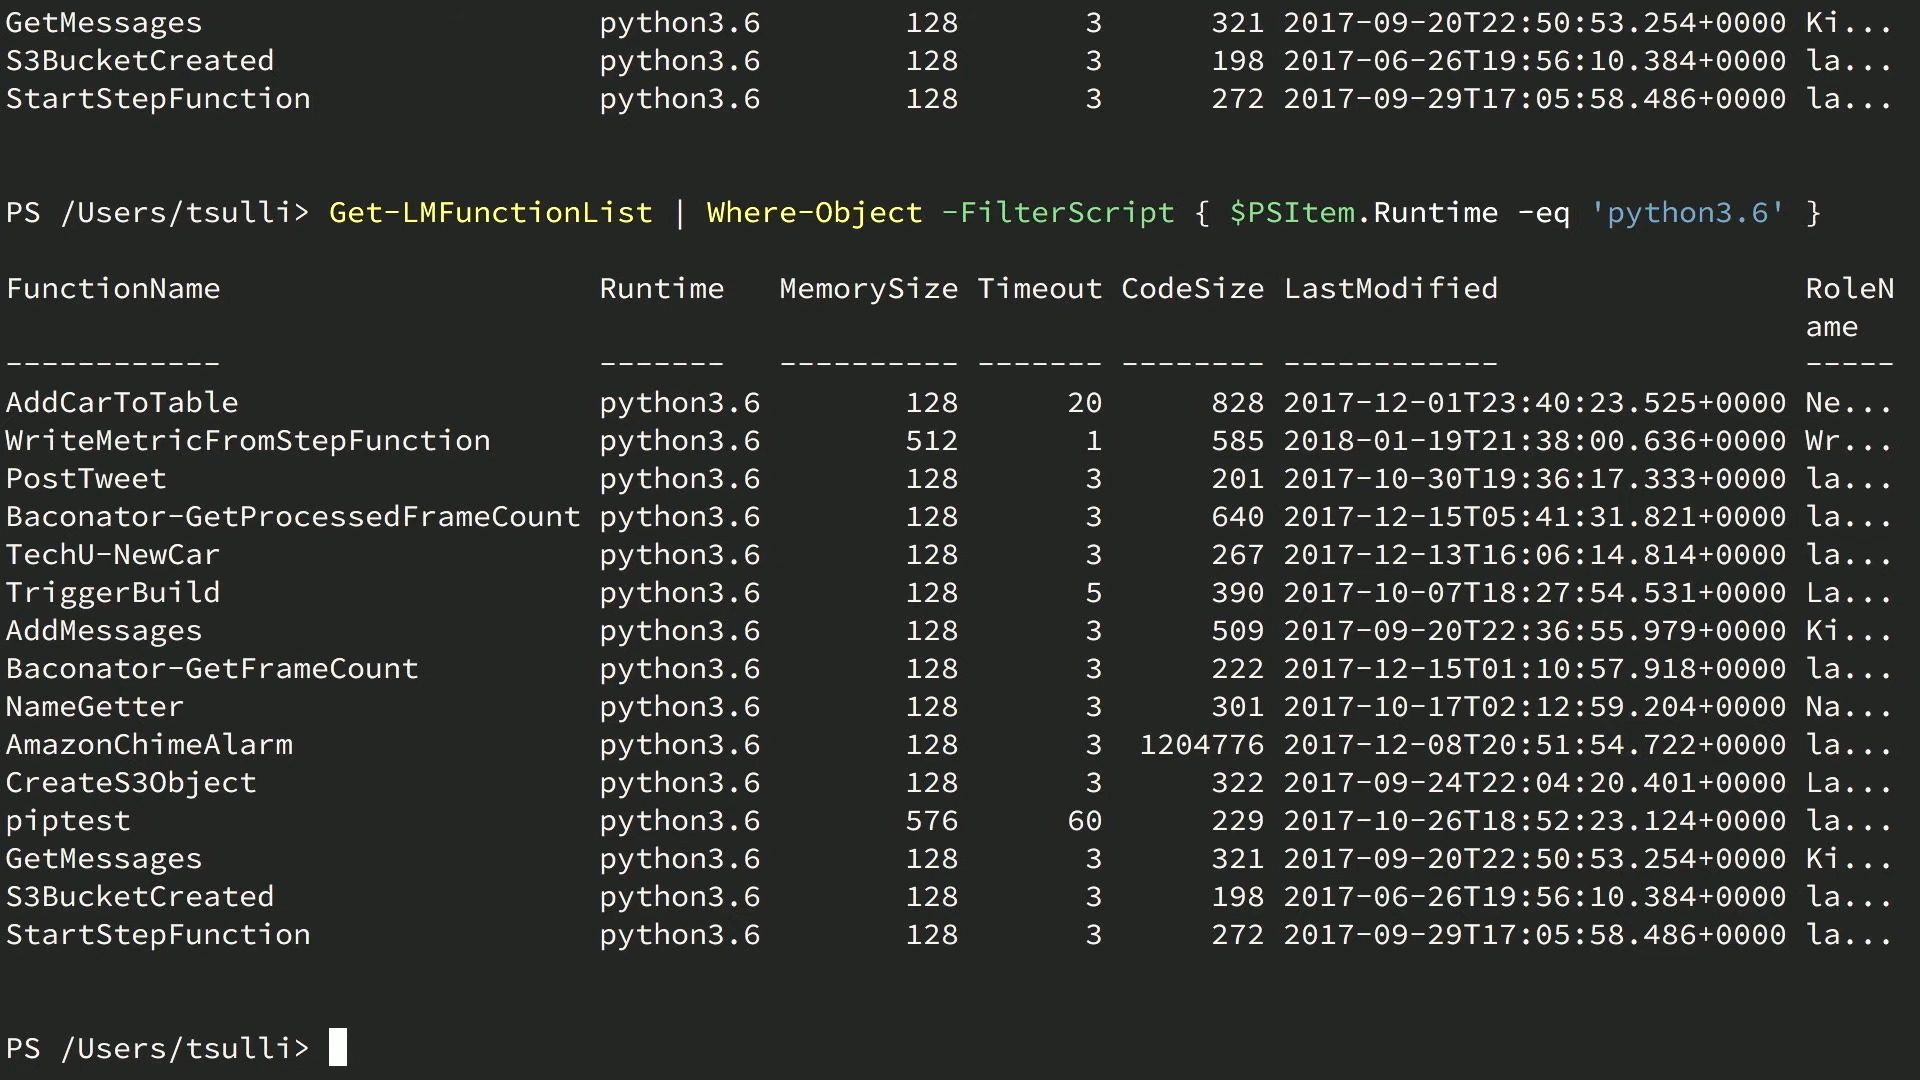 GetMessages python3.6 128 3 321 2017-09-20T22:50:53.254+0000 Ki...
S3BucketCreated python3.6 128 3 198 2017-06-26T19:56:10.384+0000 la...
StartStepFunction python3.6 128 3 272 2017-09-29T17:05:58.486+0000 la...
PS /Users/tsulli> Get-LMFunctionList | Where-Object -FilterScript { $PSItem.Runtime -eq 'python3.6' }
FunctionName Runtime MemorySize Timeout CodeSize LastModified RoleN
ame
------------ ------- ---------- ------- -------- ------------ -----
AddCarToTable python3.6 128 20 828 2017-12-01T23:40:23.525+0000 Ne...
WriteMetricFromStepFunction python3.6 512 1 585 2018-01-19T21:38:00.636+0000 Wr...
PostTweet python3.6 128 3 201 2017-10-30T19:36:17.333+0000 la...
Baconator-GetProcessedFrameCount python3.6 128 3 640 2017-12-15T05:41:31.821+0000 la...
TechU-NewCar python3.6 128 3 267 2017-12-13T16:06:14.814+0000 la...
TriggerBuild python3.6 128 5 390 2017-10-07T18:27:54.531+0000 La...
AddMessages python3.6 128 3 509 2017-09-20T22:36:55.979+0000 Ki...
Baconator-GetFrameCount python3.6 128 3 222 2017-12-15T01:10:57.918+0000 la...
NameGetter python3.6 128 3 301 2017-10-17T02:12:59.204+0000 Na...
AmazonChimeAlarm python3.6 128 3 1204776 2017-12-08T20:51:54.722+0000 la...
CreateS3Object python3.6 128 3 322 2017-09-24T22:04:20.401+0000 La...
piptest python3.6 576 60 229 2017-10-26T18:52:23.124+0000 la...
GetMessages python3.6 128 3 321 2017-09-20T22:50:53.254+0000 Ki...
S3BucketCreated python3.6 128 3 198 2017-06-26T19:56:10.384+0000 la...
StartStepFunction python3.6 128 3 272 2017-09-29T17:05:58.486+0000 la...
PS /Users/tsulli>